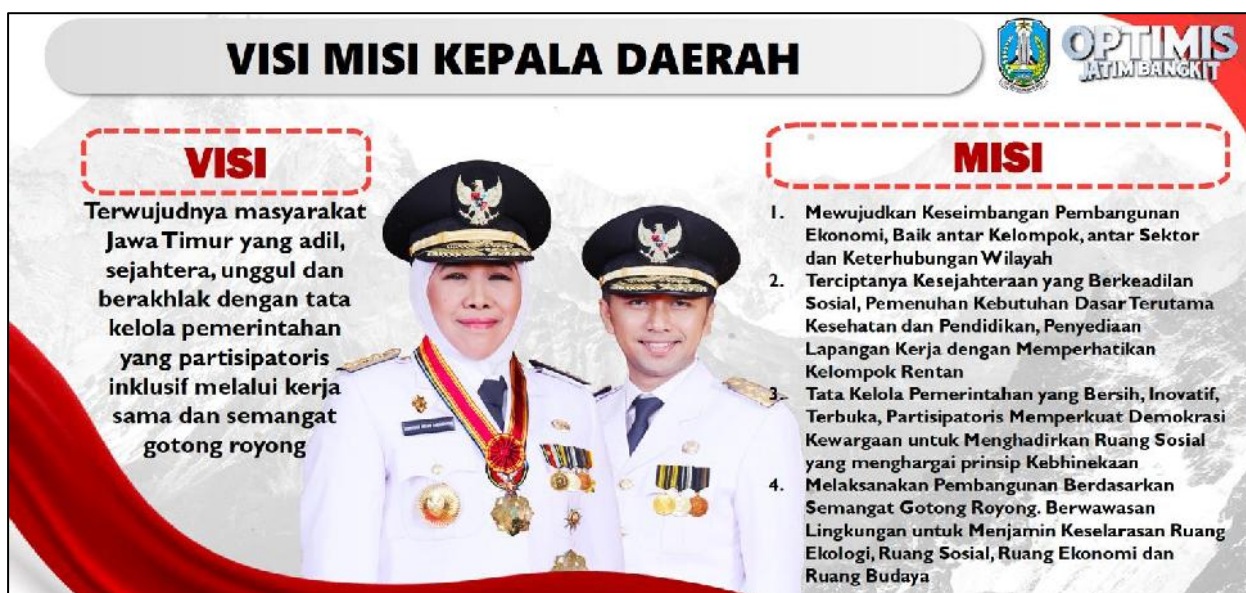 VISI MISI KEPALA DAERAH
OPTIMIS
JATIM BANGKIT
VISI
Terwujudnya masyarakat
Jawa Timur yang adil,
sejahtera, unggul dan
berakhlak dengan tata
kelola pemerintahan
yang partisipatoris
inklusif melalui kerja
sama dan semangat
gotong royong
MISI
1. Mewujudkan Keseimbangan Pembangunan
Ekonomi, Baik antar Kelompok, antar Sektor
dan Keterhubungan Wilayah
2. Terciptanya Kesejahteraan yang Berkeadilan
Sosial, Pemenuhan Kebutuhan Dasar Terutama
Kesehatan dan Pendidikan, Penyediaan
Lapangan Kerja dengan Memperhatikan
Kelompok Rentan
3. Tata Kelola Pemerintahan yang Bersih, Inovatif,
Terbuka, Partisipatoris Memperkuat Demokrasi
Kewargaan untuk Menghadirkan Ruang Sosial
yang menghargai prinsip Kebhinekaan
4. Melaksanakan Pembangunan Berdasarkan
Semangat Gotong Royong. Berwawasan
Lingkungan untuk Menjamin Keselarasan Ruang
Ekologi, Ruang Sosial, Ruang Ekonomi dan
Ruang Budaya